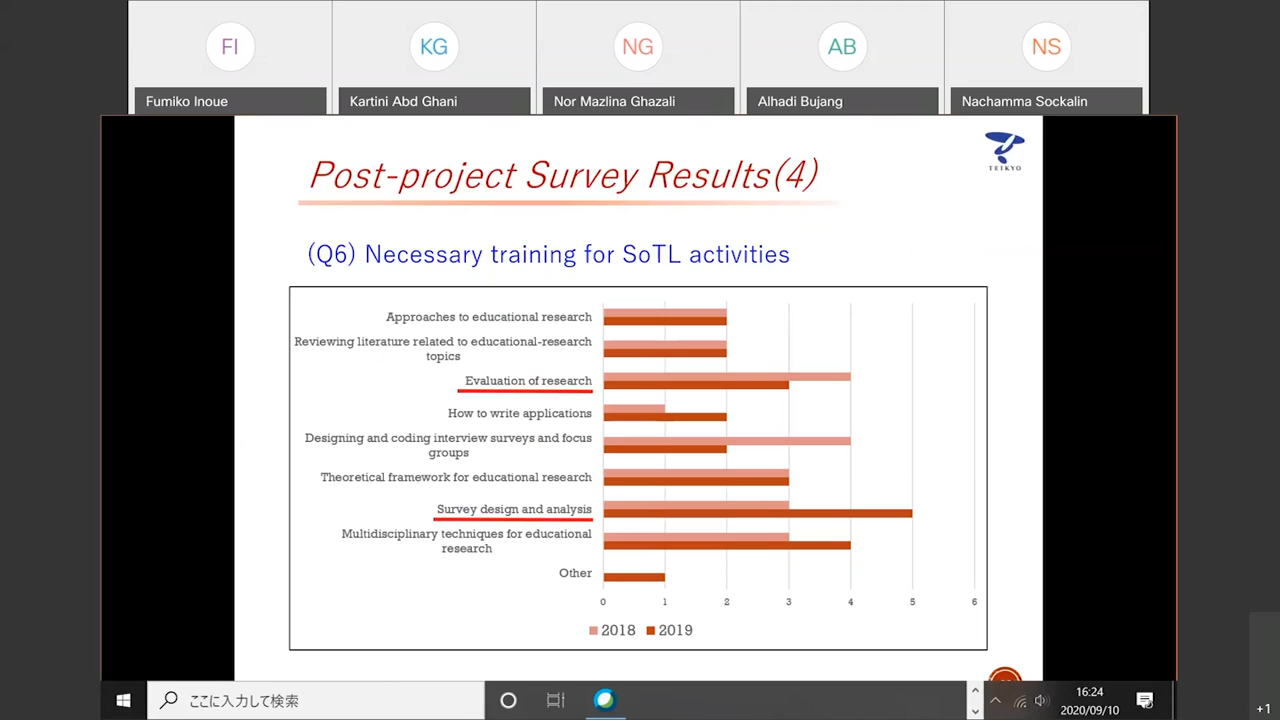 FI
KG
NG
AB
NS
Fumiko Inoue
Kartini Abd Ghani
Nor Mazlina Ghazali
Alhadi Bujang
Nachamma Sockalin
TEIKYO
Post-project Survey Results(4)
(Q6) Necessary training for SoTL activities
Approaches to educational research
Reviewing literature related to educational-research
topics
Evaluation of research
How to write applications
Designing and coding interview surveys and focus
groups
Theoretical framework for educational research
Survey design and analysis
Multidisciplinary techniques for educational
research
Other
0 1 2 3 4 5 6
2018 2019
ここに入力して検索
16:24
2020/09/10
+1